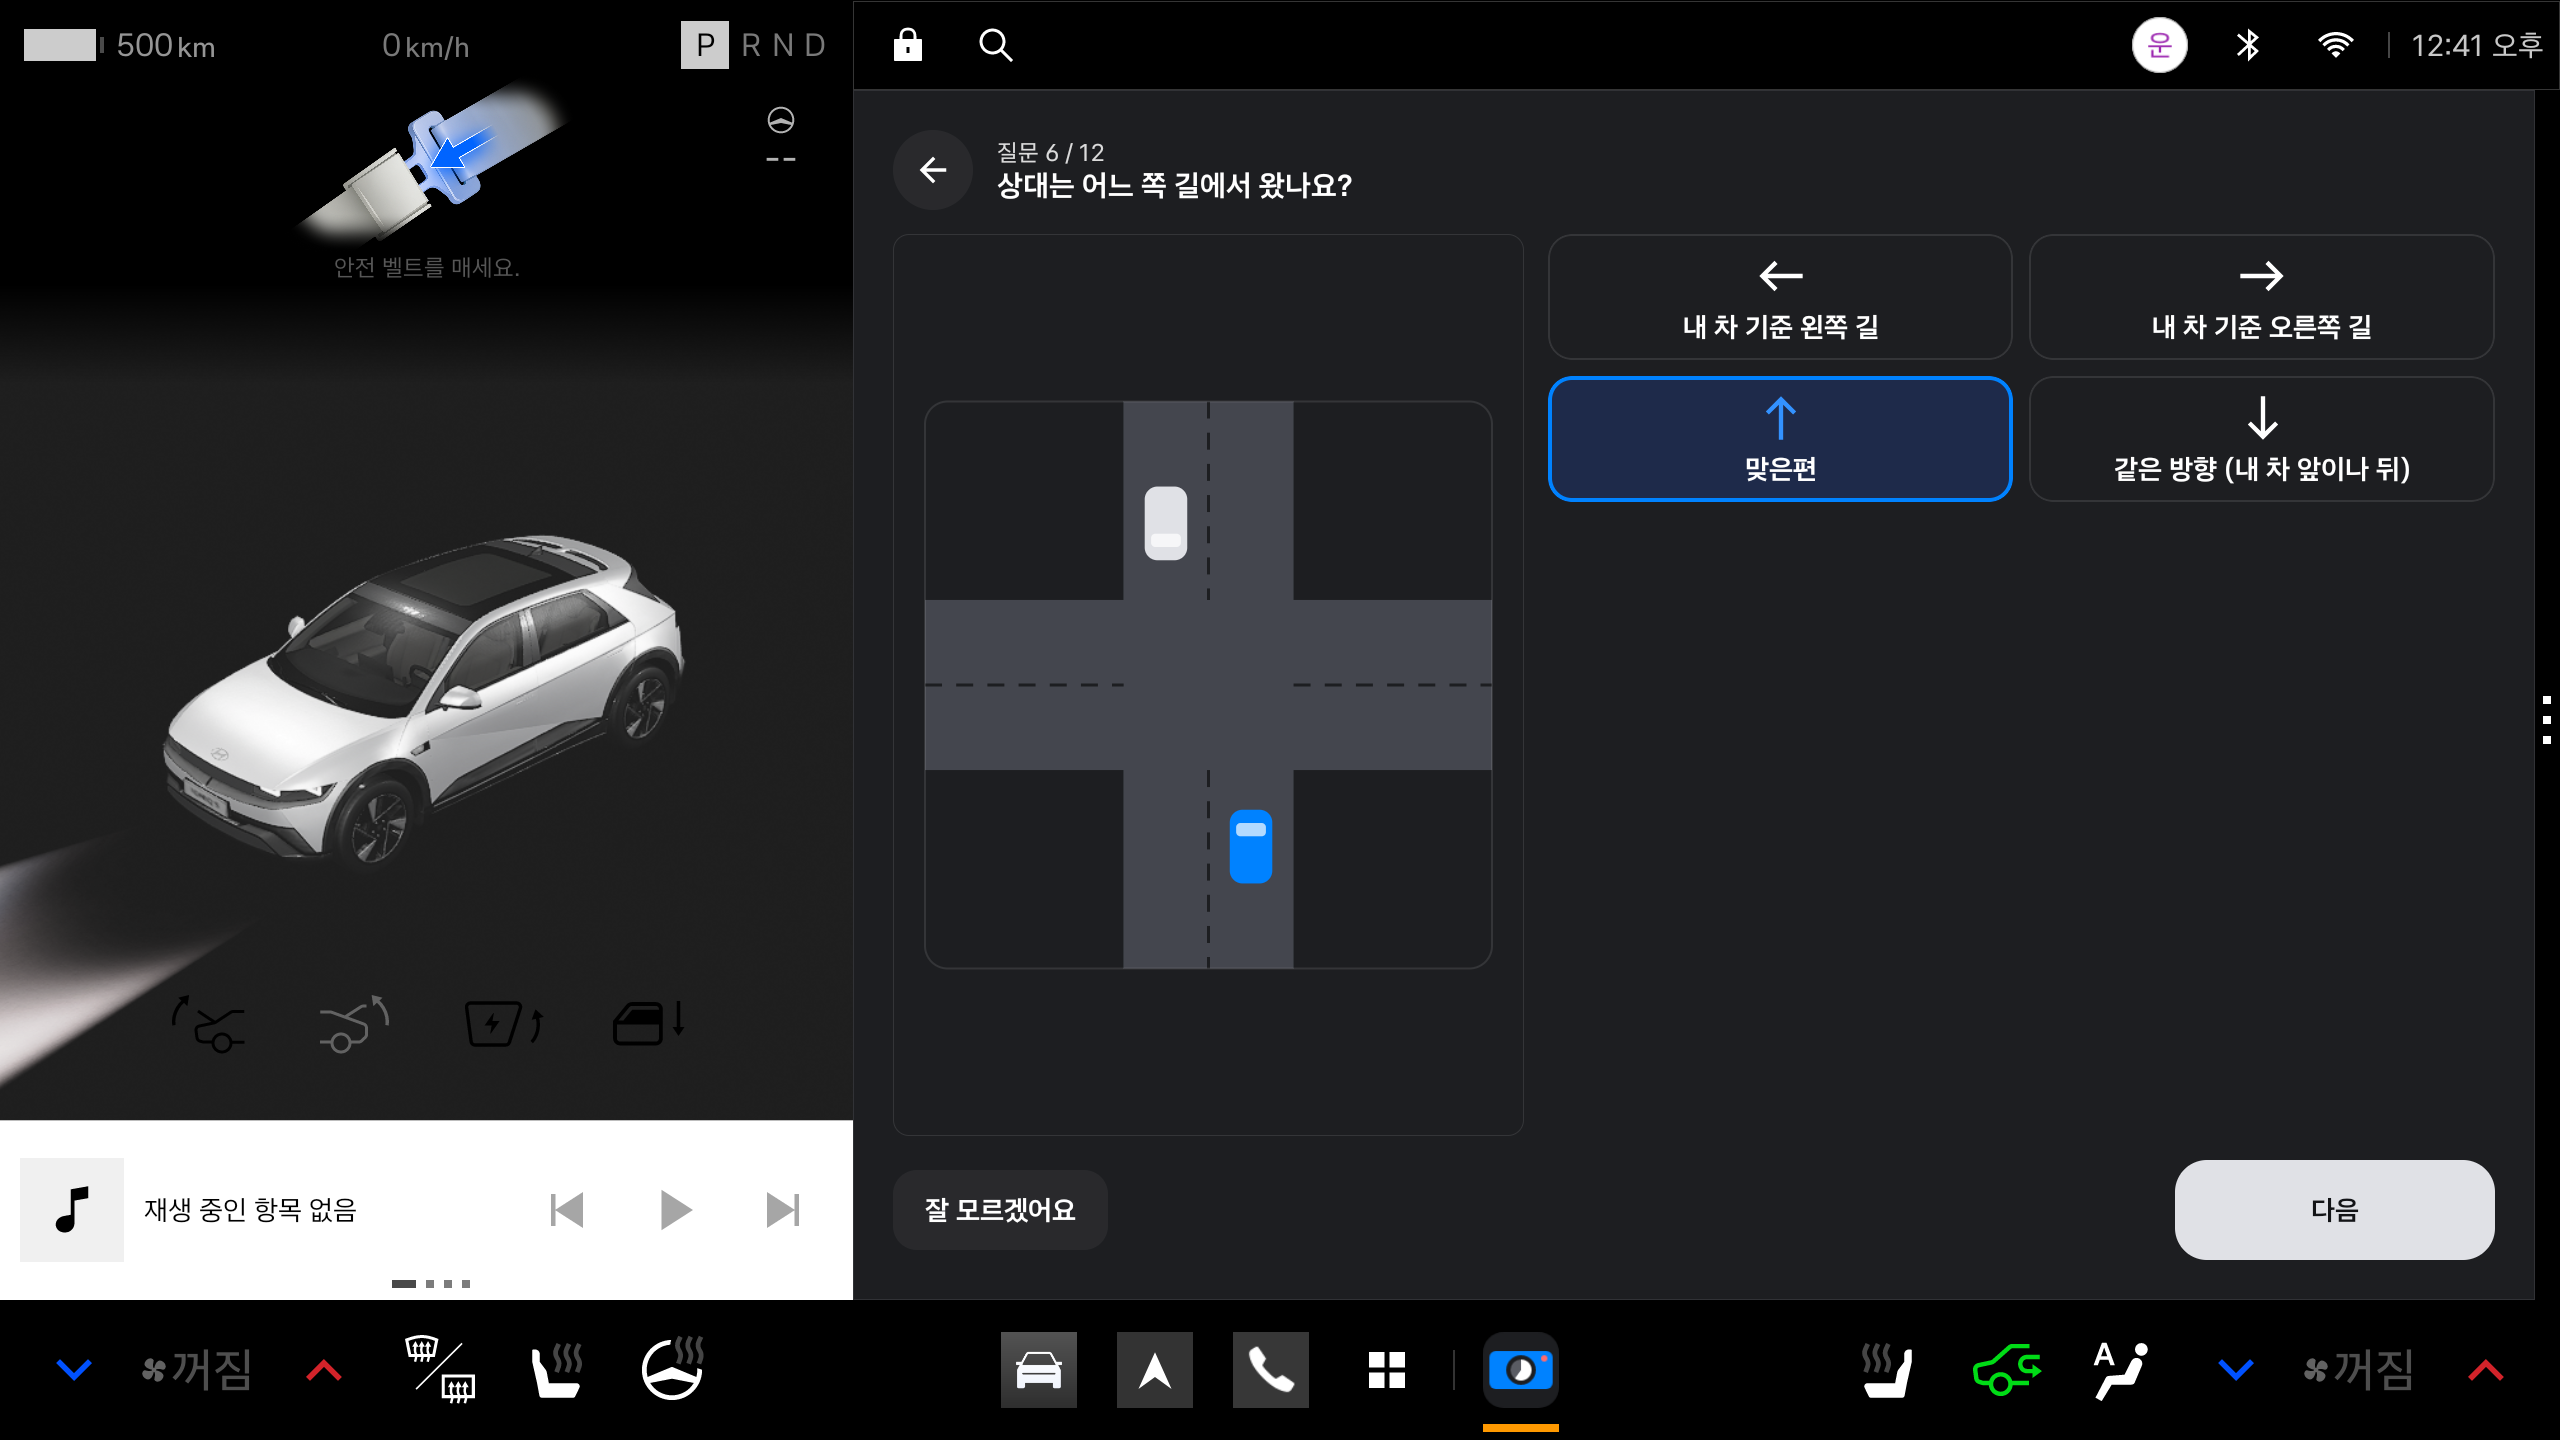 500 km
0 km/h
P R N D
12:41 오후
운
안전 벨트를 매세요.
질문 6 / 12
상대는 어느 쪽 길에서 왔나요?
내 차 기준 왼쪽 길
내 차 기준 오른쪽 길
맞은편
같은 방향 (내 차 앞이나 뒤)
잘 모르겠어요
다음
재생 중인 항목 없음
꺼짐
A
꺼짐